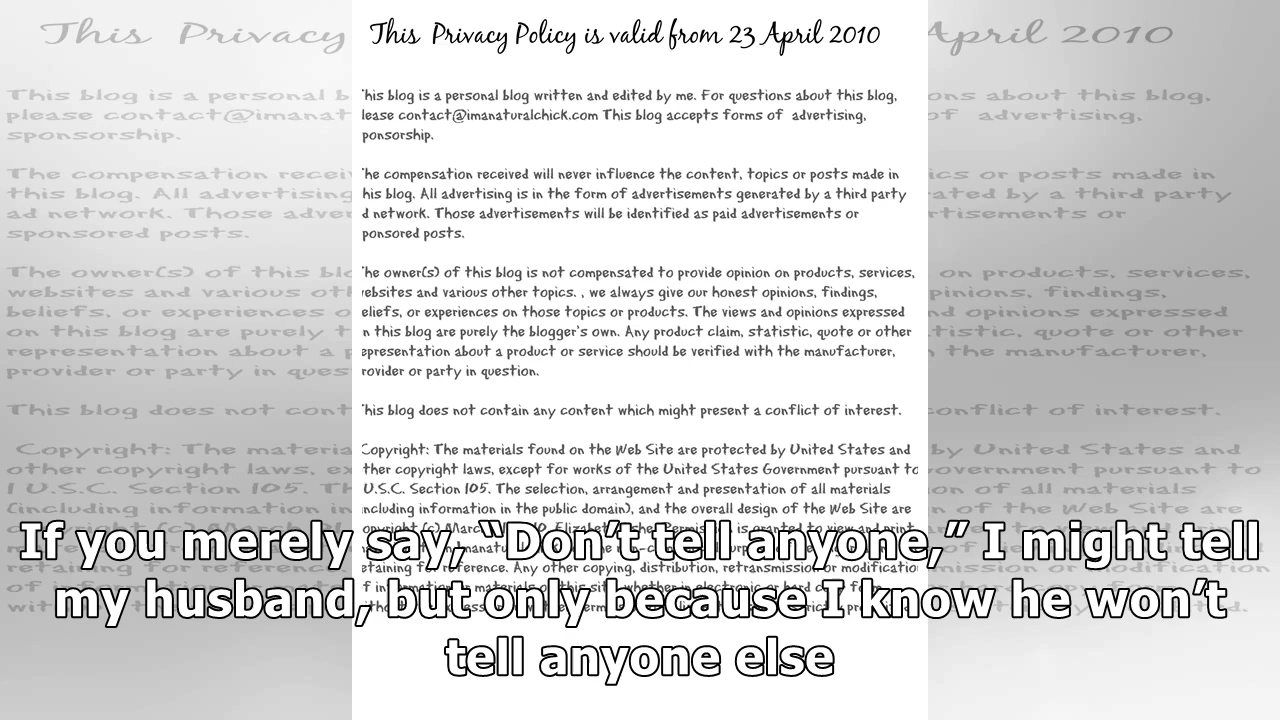 This Privacy Policy is valid from 23 April 2010
his blog is a personal blog written and edited by me. For questions about this blog,
lease contact@imanaturalchick.com This blog accepts forms of advertising,
ponsorship.
he compensation received will never influence the content, topics or posts made in
his blog. All advertising is in the form of advertisements generated by a third party
d network. Those advertisements will be identified as paid advertisements or
ponsored posts.
he owner(s) of this blog is not compensated to provide opinion on products, services,
ebsites and various other topics. , we always give our honest opinions, findings,
eliefs, or experiences on those topics or products. The views and opinions expressed
n this blog are purely the blogger's own. Any product claim, statistic, quote or other
epresentation about a product or service should be verified with the manufacturer,
rovider or party in question.
his blog does not contain any content which might present a conflict of interest.
Copyright: The materials found on the Web Site are protected by United States and
ther copyright laws, except for works of the United States Government pursuant to
U.S.C. Section 105. The selection, arrangement and presentation of all materials
including information in the public domain), and the overall design of the Web Site are
If you merely say, “Don’t tell anyone,” I might tell
my husband, but only because I know he won’t
tell anyone else